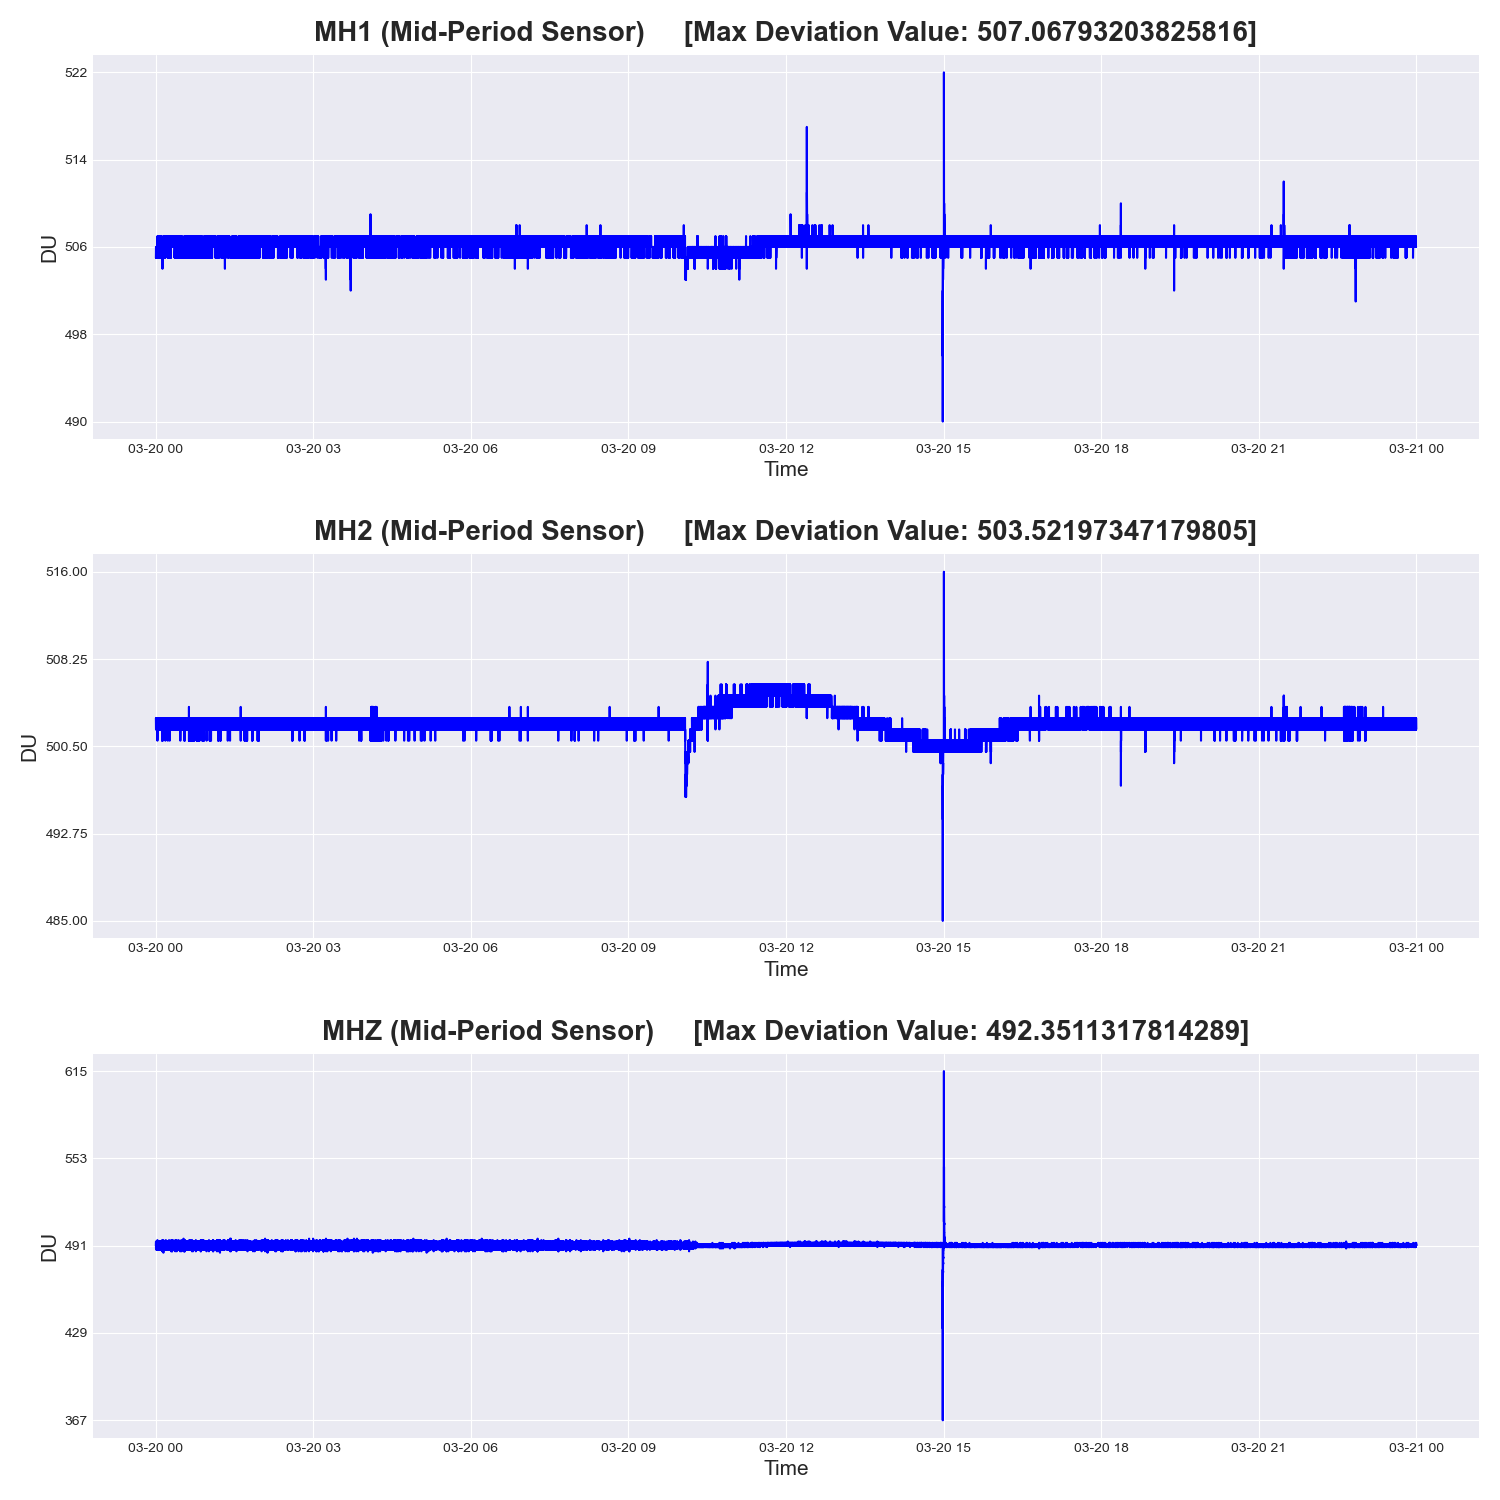 MH1 (Mid-Period Sensor) [Max Deviation Value: 507.06793203825816]
522
514
506
498
490
DU
03-20 00 03-20 03 03-20 06 03-20 09 03-20 12 03-20 15 03-20 18 03-20 21 03-21 00
Time
MH2 (Mid-Period Sensor) [Max Deviation Value: 503.52197347179805]
516.00
508.25
500.50
492.75
485.00
DU
03-20 00 03-20 03 03-20 06 03-20 09 03-20 12 03-20 15 03-20 18 03-20 21 03-21 00
Time
MHZ (Mid-Period Sensor) [Max Deviation Value: 492.3511317814289]
615
553
491
429
367
DU
03-20 00 03-20 03 03-20 06 03-20 09 03-20 12 03-20 15 03-20 18 03-20 21 03-21 00
Time